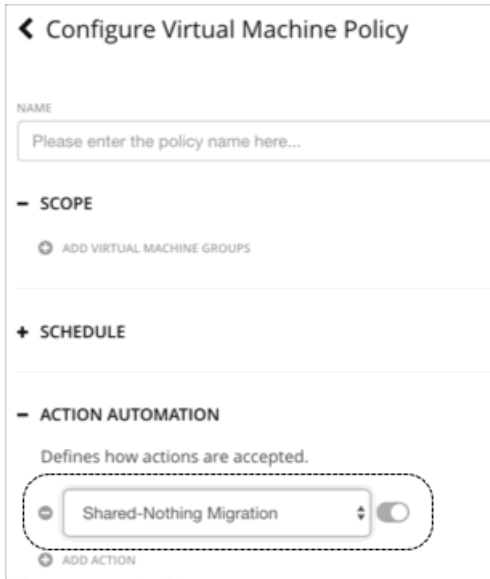 Configure Virtual Machine Policy
NAME
Please enter the policy name here...
SCOPE
ADD VIRTUAL MACHINE GROUPS
SCHEDULE
ACTION AUTOMATION
Defines how actions are accepted.
Shared-Nothing Migration
ADD ACTION